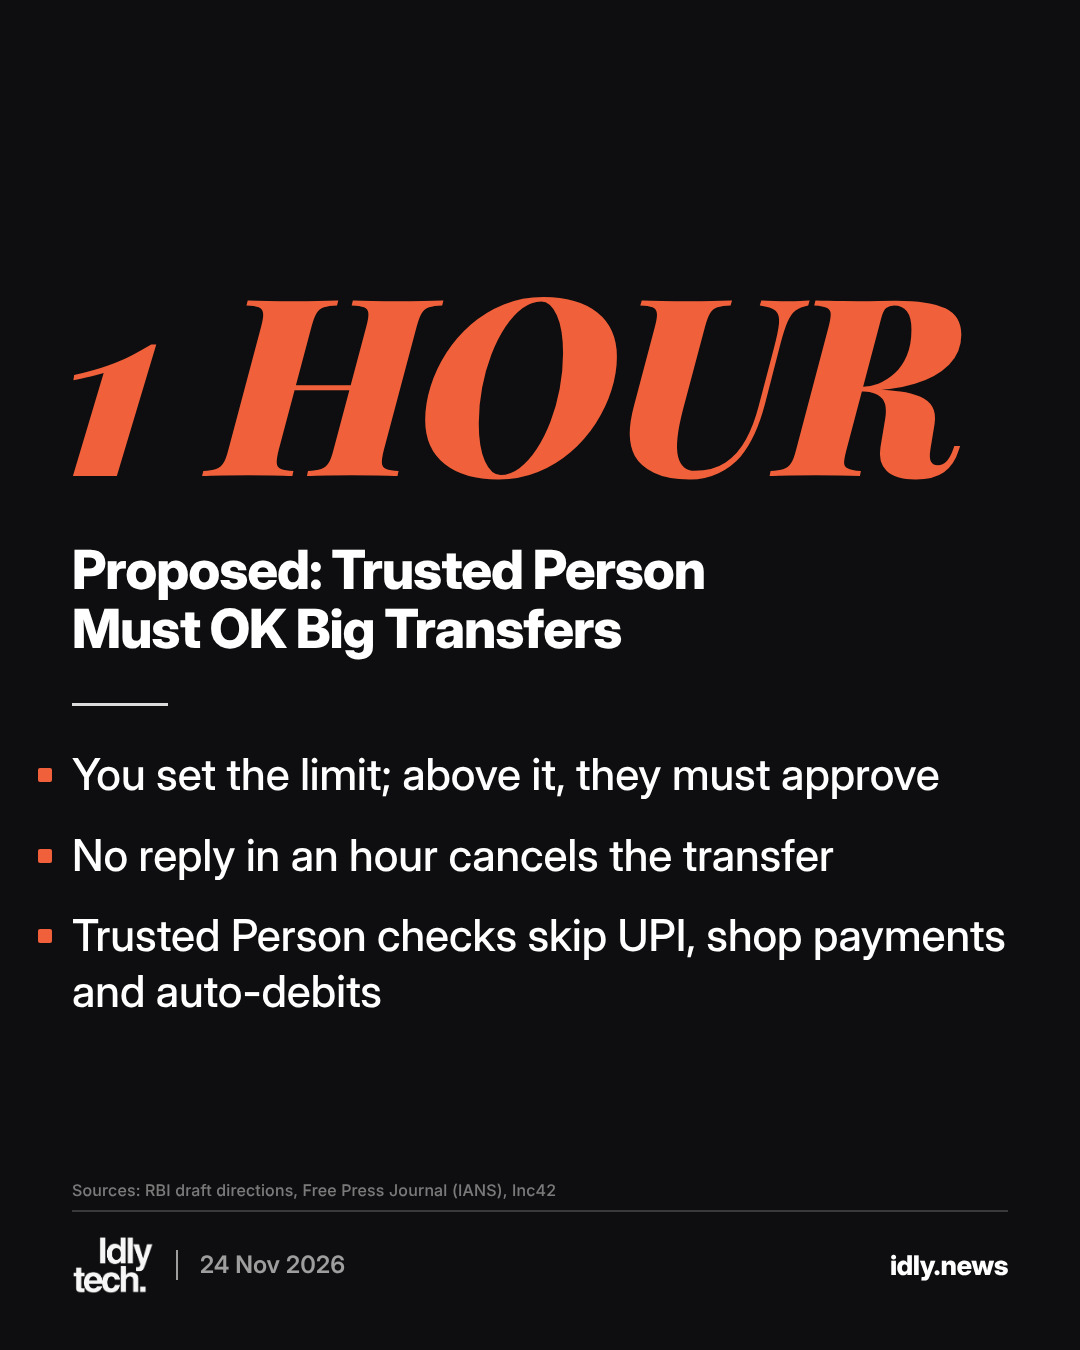 1 HOUR
Proposed: Trusted Person
Must OK Big Transfers
You set the limit; above it, they must approve
No reply in an hour cancels the transfer
Trusted Person checks skip UPI, shop payments
and auto-debits
Sources: RBI draft directions, Free Press Journal (IANS), Inc42
Idly
tech.
24 Nov 2026
idly.news